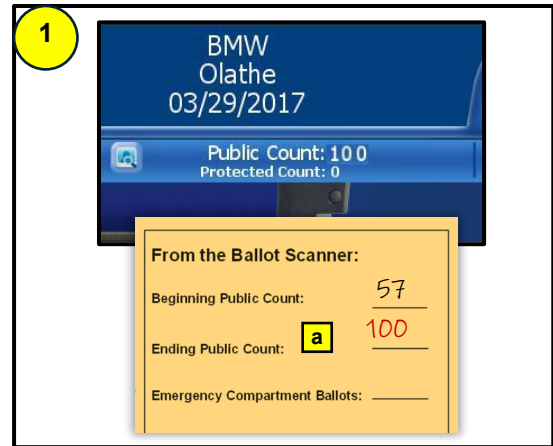 1
BMW
Olathe
03/29/2017
Public Count: 100
Protected Count: 0
From the Ballot Scanner:
Beginning Public Count: 57
Ending Public Count: a 100
Emergency Compartment Ballots: